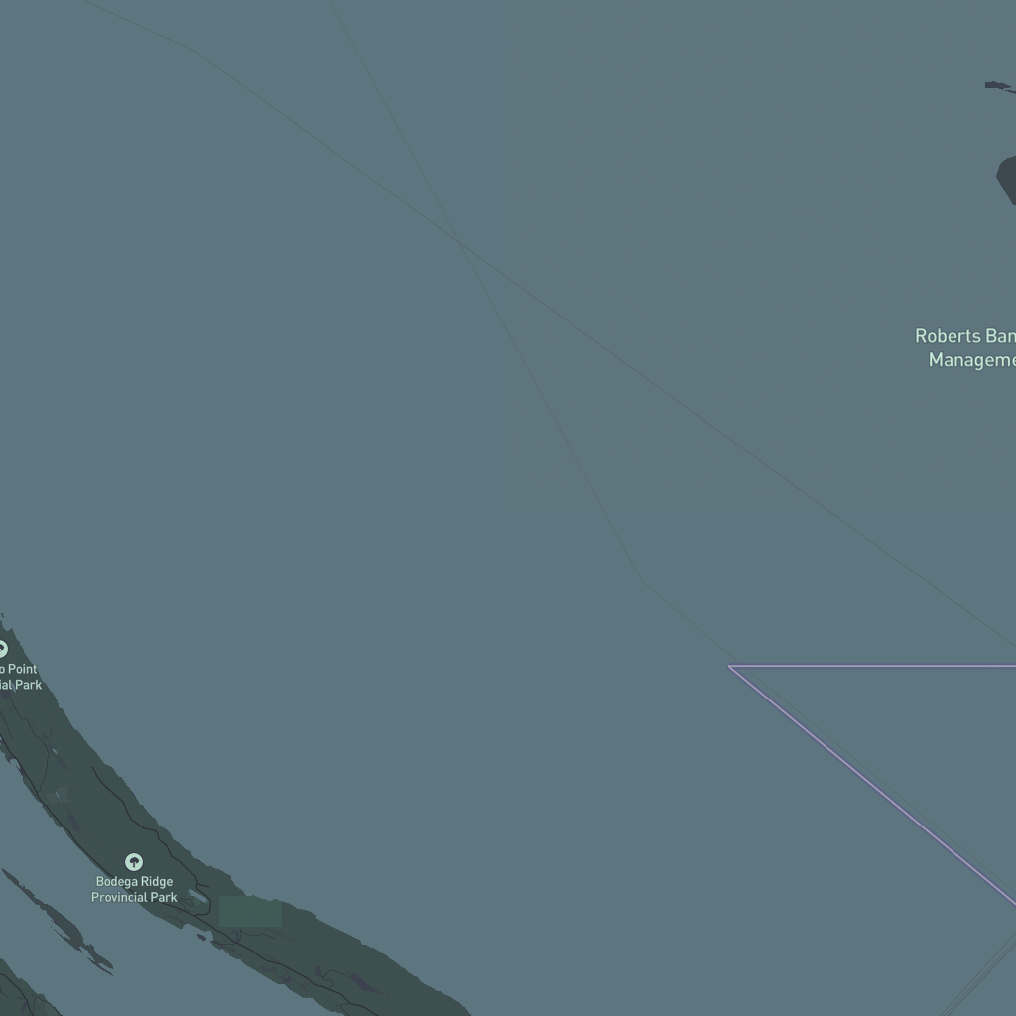 Roberts Ban
Manageme
o Point
ial Park
Bodega Ridge
Provincial Park